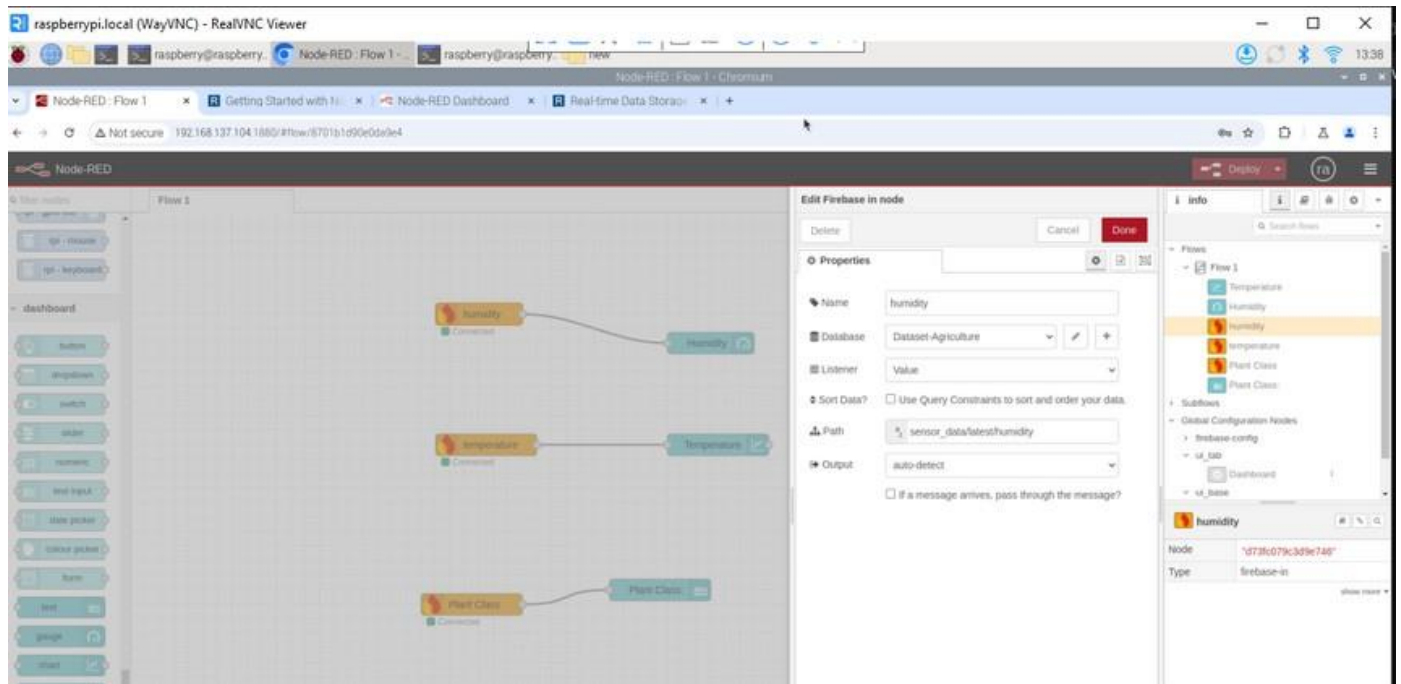 raspberrypi.local (WayVNC) - RealVNC Viewer
raspberry@raspberry. Node-RED : Flow 1 - ... raspberry@raspberry. new 13:38
Node-RED : Flow 1 - Chromium
Node-RED : Flow 1 Getting Started with Node-RED Dashboard Real-time Data Storage
Not secure 192.168.137.104:1880/#flow/8701b1d90e0da9e4
Node-RED Deploy ra
filter nodes Flow 1 Edit Firebase in node i info
Delete Cancel Done Search flows
rpi - mouse
rpi - keyboard
Properties
Flows
Flow 1
Temperature
Humidity
humidity
temperature
Plant Class
Plant Class
Subflows
Global Configuration Nodes
firebase config
ui_tab
Dashboard 1
ui_base
dashboard
button
dropdown
switch
slider
numeric
text input
date picker
colour picker
form
text
gauge
chart
humidity
Connected
Humidity
temperature
Connected
Temperature
Plant Class
Connected
Plant Class
Name humidity
Database Dataset-Agriculture
Listener Value
Sort Data? Use Query Constraints to sort and order your data.
Path sensor_data/latest/humidity
Output auto-detect
If a message arrives, pass through the message?
humidity
Node "d73fc079c3d9e746"
Type firebase-in
show more